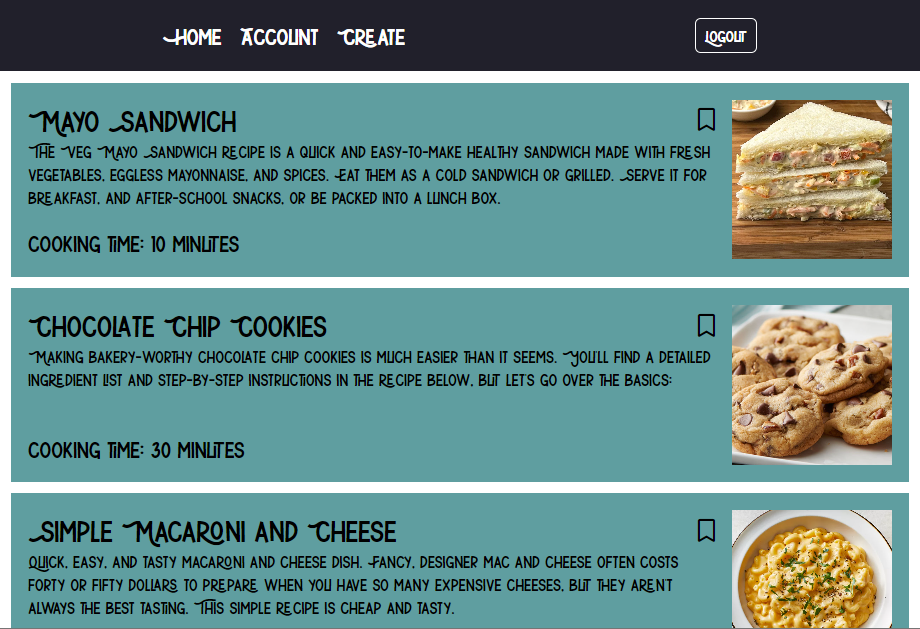 Home Account Create Logout
Mayo Sandwich
The Veg Mayo Sandwich recipe is a quick and easy-to-make healthy sandwich made with fresh
vegetables, eggless mayonnaise, and spices. Eat them as a cold sandwich or grilled. Serve it for
breakfast, and after-school snacks, or be packed into a lunch box.
Cooking Time: 10 minutes
Chocolate Chip Cookies
Making bakery-worthy chocolate chip cookies is much easier than it seems. You'll find a detailed
ingredient list and step-by-step instructions in the recipe below, but let's go over the basics:
Cooking Time: 30 minutes
Simple Macaroni and Cheese
Quick, easy, and tasty macaroni and cheese dish. Fancy, designer mac and cheese often costs
forty or fifty dollars to prepare when you have so many expensive cheeses, but they aren't
always the best tasting. This simple recipe is cheap and tasty.